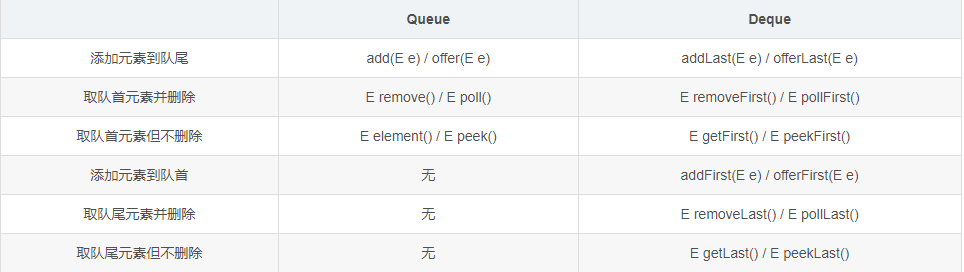 Queue Deque
添加元素到队尾 add(E e) / offer(E e) addLast(E e) / offerLast(E e)
取队首元素并删除 E remove() / E poll() E removeFirst() / E pollFirst()
取队首元素但不删除 E element() / E peek() E getFirst() / E peekFirst()
添加元素到队首 无 addFirst(E e) / offerFirst(E e)
取队尾元素并删除 无 E removeLast() / E pollLast()
取队尾元素但不删除 无 E getLast() / E peekLast()